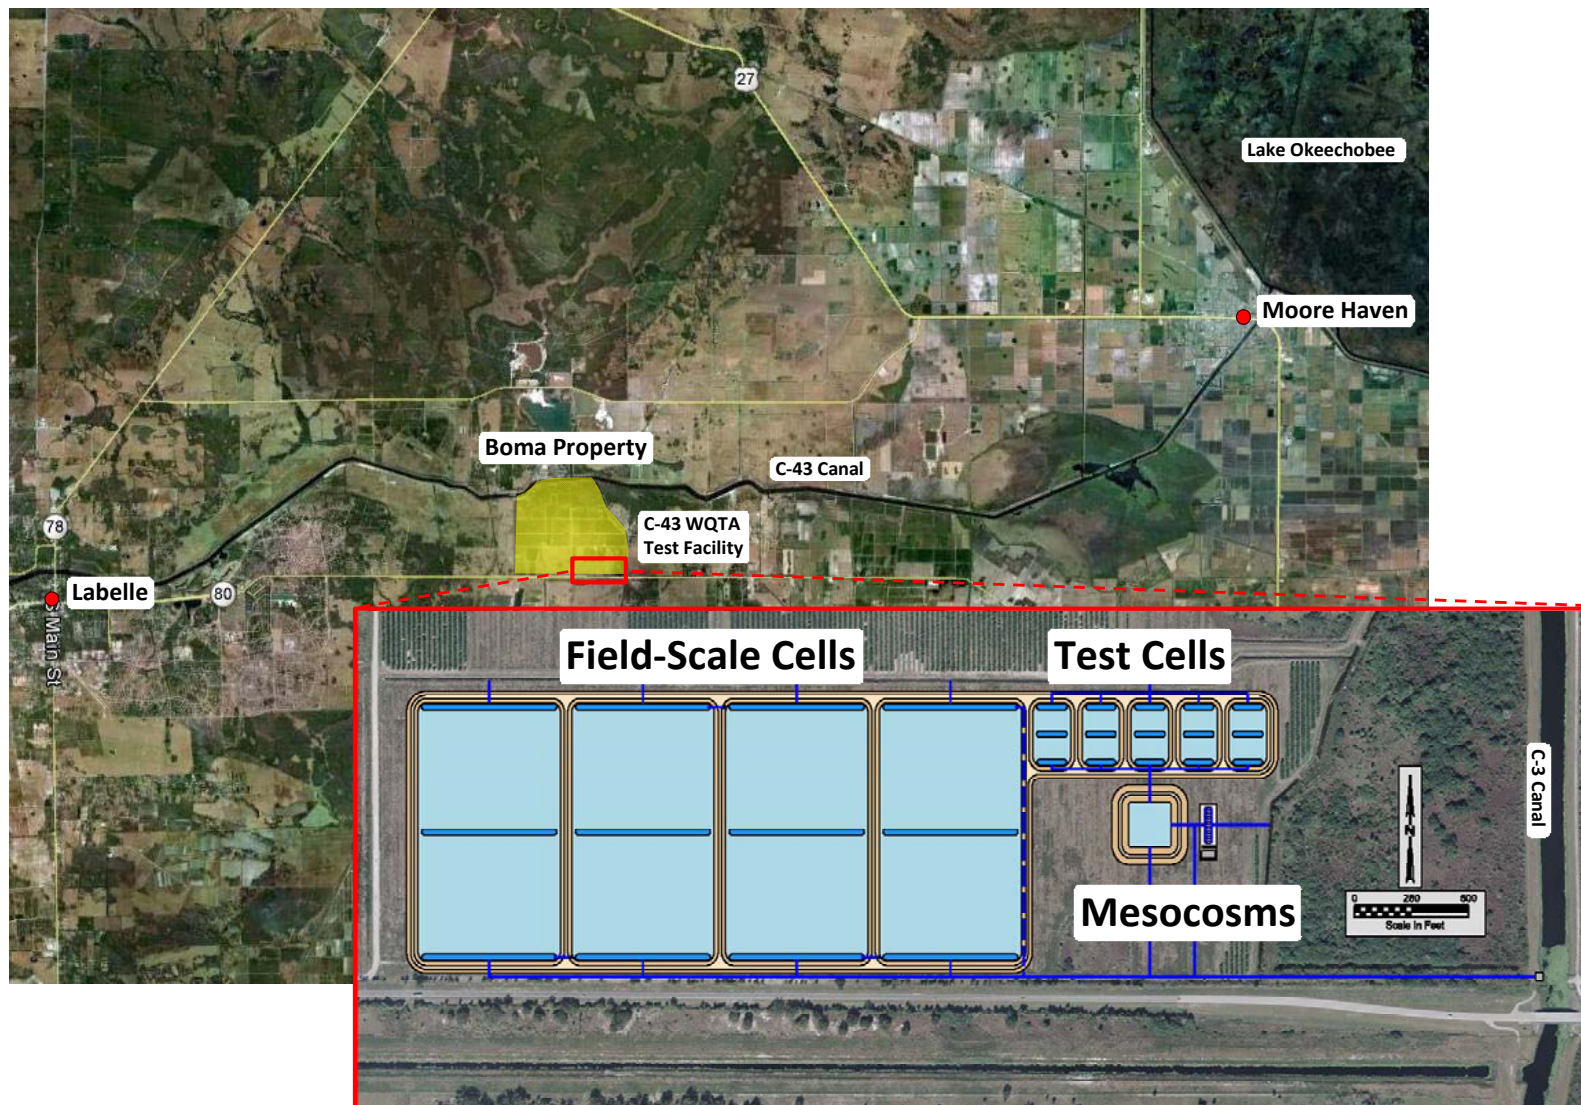 27
Lake Okeechobee
Moore Haven
Boma Property
C-43 Canal
78
C-43 WQTA
Test Facility
Labelle
80
S Main St
Field-Scale Cells
Test Cells
C-3 Canal
N
Mesocosms
0 250 500
Scale in Feet